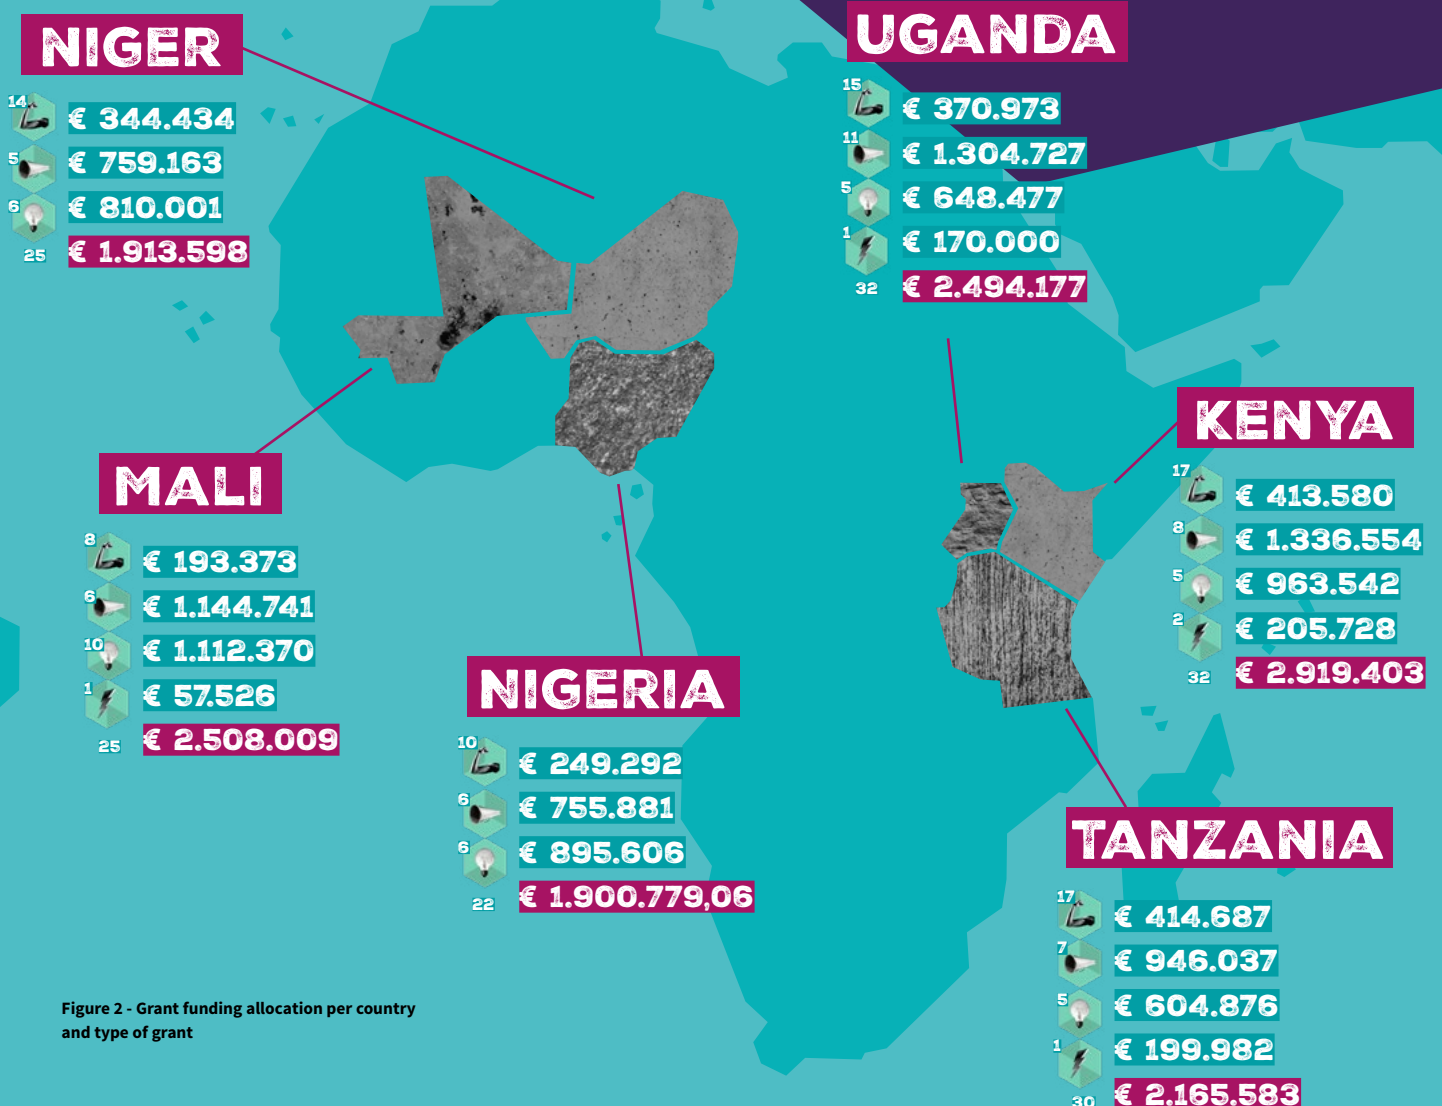 NIGER
14 € 344.434
5 € 759.163
6 € 810.001
25 € 1.913.598
UGANDA
15 € 370.973
11 € 1.304.727
5 € 648.477
1 € 170.000
32 € 2.494.177
KENYA
17 € 413.580
8 € 1.336.554
5 € 963.542
2 € 205.728
32 € 2.919.403
MALI
8 € 193.373
6 € 1.144.741
10 € 1.112.370
1 € 57.526
25 € 2.508.009
NIGERIA
10 € 249.292
6 € 755.881
6 € 895.606
22 € 1.900.779,06
TANZANIA
17 € 414.687
7 € 946.037
5 € 604.876
1 € 199.982
30 € 2.165.583
Figure 2 - Grant funding allocation per country
and type of grant